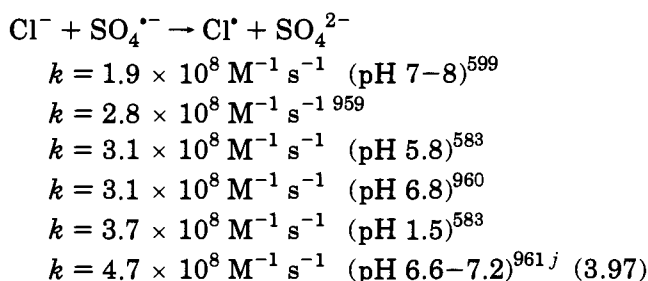 Cl⁻ + SO₄•⁻ → Cl• + SO₄²⁻
k = 1.9 × 10⁸ M⁻¹ s⁻¹ (pH 7–8)⁵⁹⁹
k = 2.8 × 10⁸ M⁻¹ s⁻¹ ⁹⁵⁹
k = 3.1 × 10⁸ M⁻¹ s⁻¹ (pH 5.8)⁵⁸³
k = 3.1 × 10⁸ M⁻¹ s⁻¹ (pH 6.8)⁹⁶⁰
k = 3.7 × 10⁸ M⁻¹ s⁻¹ (pH 1.5)⁵⁸³
k = 4.7 × 10⁸ M⁻¹ s⁻¹ (pH 6.6–7.2)⁹⁶¹ ʲ (3.97)